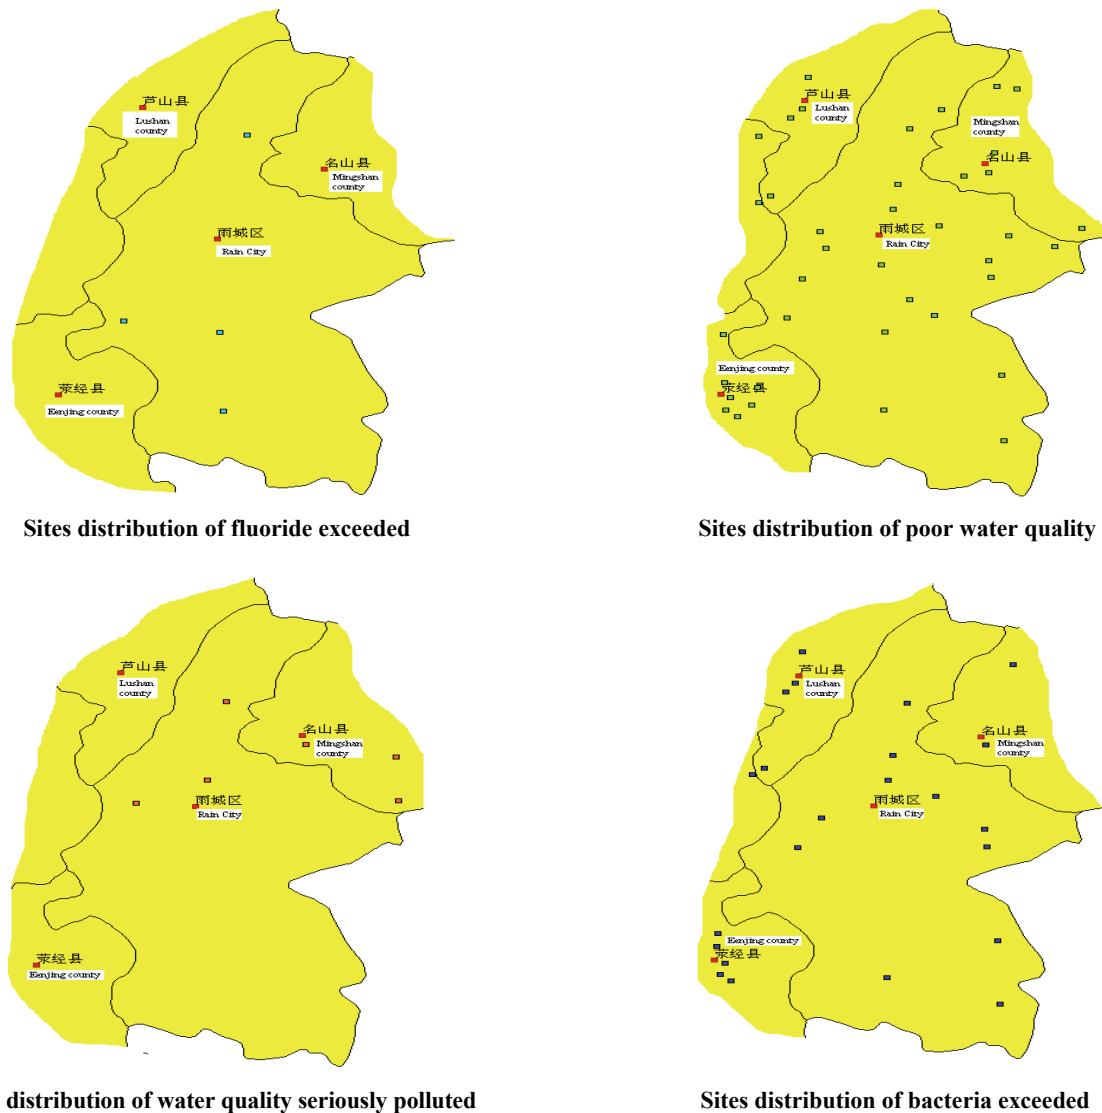 芦山县
Lushan
county
名山县
Mingshan
county
雨城区
Rain City
荥经县
Eenjing county
Sites distribution of fluoride exceeded
芦山县
Lushan
county
Mingshan
county
名山县
雨城区
Rain City
Eenjing county
荥经县
Sites distribution of poor water quality
芦山县
Lushan
county
名山县
Mingshan
county
雨城区
Rain City
荥经县
Eenjing county
distribution of water quality seriously polluted
芦山县
Lushan
county
名山县
Mingshan
county
雨城区
Rain City
Eenjing county
荥经县
Sites distribution of bacteria exceeded